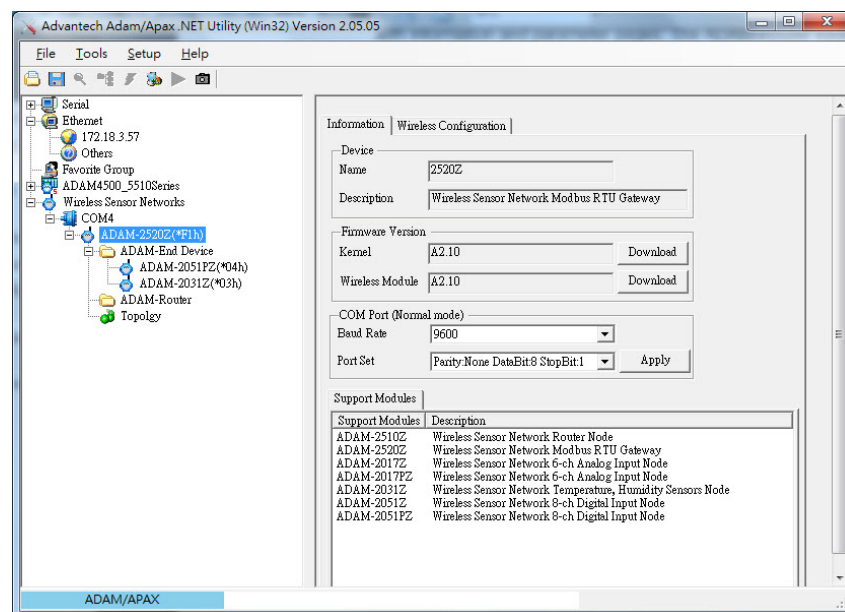 Advantech Adam/Apax .NET Utility (Win32) Version 2.05.05
File Tools Setup Help
Serial
Ethernet
172.18.3.57
Others
Favorite Group
ADAM4500_5510Series
Wireless Sensor Networks
COM4
ADAM-2520Z(*F1h)
ADAM-End Device
ADAM-2051PZ(*04h)
ADAM-2031Z(*03h)
ADAM-Router
Topolgy
Information Wireless Configuration
Device
Name 2520Z
Description Wireless Sensor Network Modbus RTU Gateway
Firmware Version
Kernel A2.10 Download
Wireless Module A2.10 Download
COM Port (Normal mode)
Baud Rate 9600
Port Set Parity:None DataBit:8 StopBit:1 Apply
Support Modules
Support Modules Description
ADAM-2510Z Wireless Sensor Network Router Node
ADAM-2520Z Wireless Sensor Network Modbus RTU Gateway
ADAM-2017Z Wireless Sensor Network 6-ch Analog Input Node
ADAM-2017PZ Wireless Sensor Network 6-ch Analog Input Node
ADAM-2031Z Wireless Sensor Network Temperature, Humidity Sensors Node
ADAM-2051Z Wireless Sensor Network 8-ch Digital Input Node
ADAM-2051PZ Wireless Sensor Network 8-ch Digital Input Node
ADAM/APAX